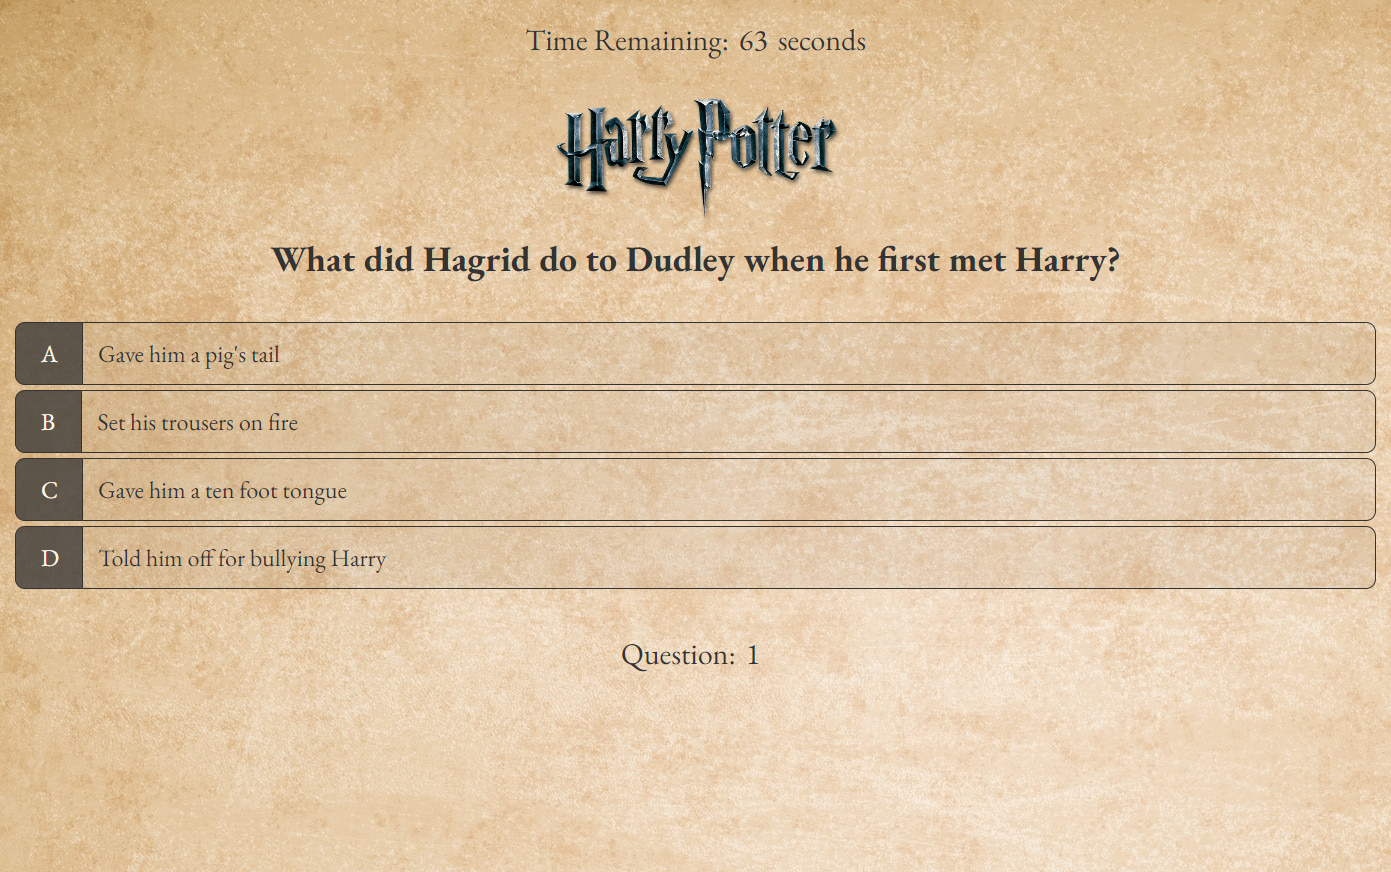 Time Remaining: 63 seconds
Harry Potter
What did Hagrid do to Dudley when he first met Harry?
A Gave him a pig's tail
B Set his trousers on fire
C Gave him a ten foot tongue
D Told him off for bullying Harry
Question: 1